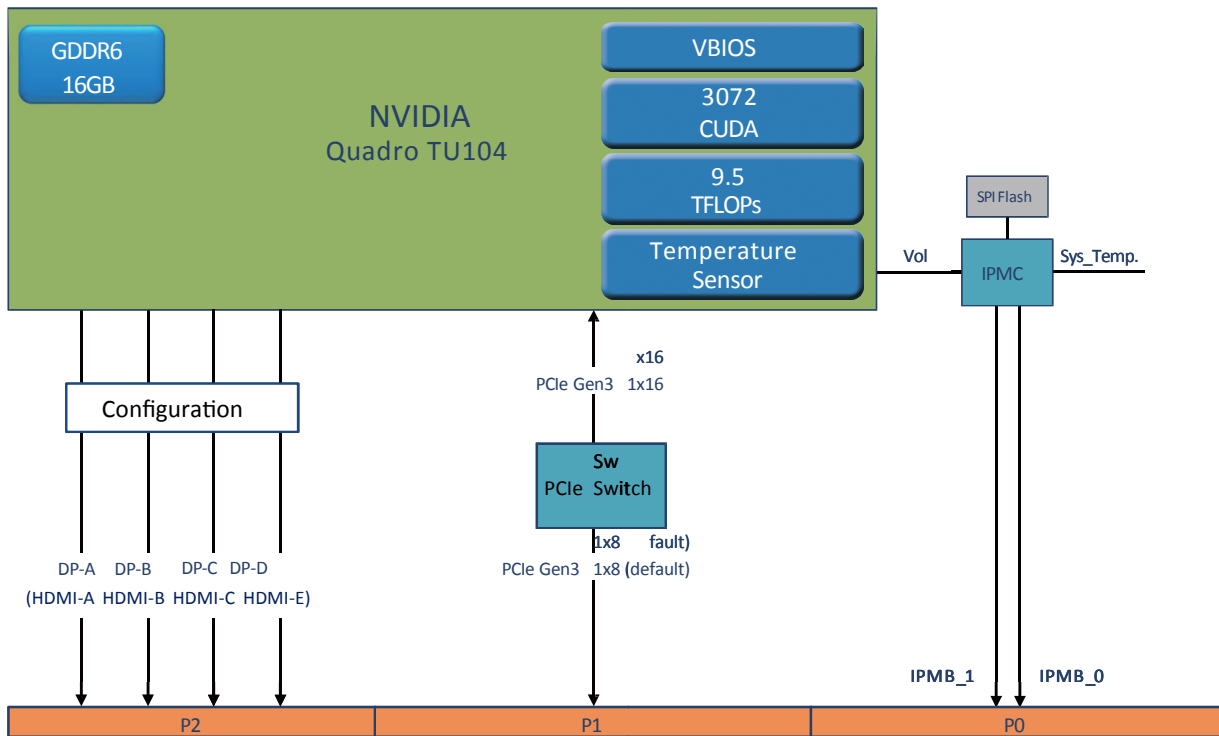 GDDR6
16GB
NVIDIA
Quadro TU104
VBIOS
3072
CUDA
9.5
TFLOPs
Temperature
Sensor
SPI Flash
Vol
IPMC
Sys_Temp.
x16
PCIe Gen3 1x16
Configuration
Sw
PCIe Switch
1x8 fault)
PCIe Gen3 1x8 (default)
DP-A DP-B DP-C DP-D
(HDMI-A HDMI-B HDMI-C HDMI-E)
IPMB_1 IPMB_0
P2 P1 P0